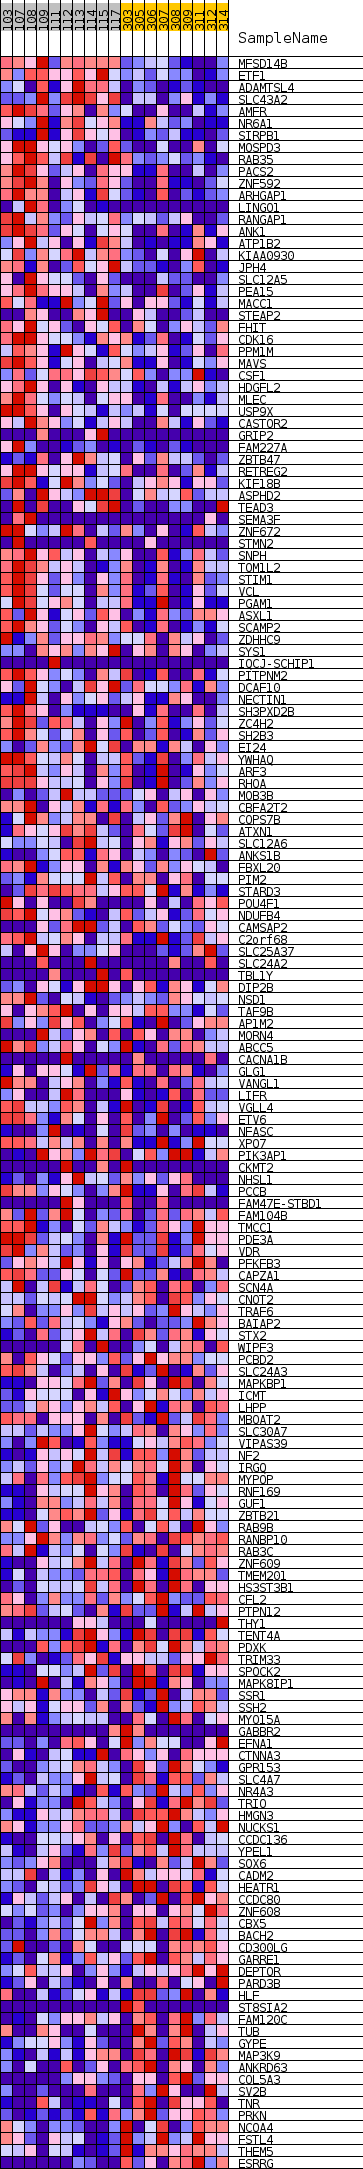 103 107 108 109 111 112 113 114 115 117 303 305 306 307 308 309 311 312 314
SampleName
MFSD14B
ETF1
ADAMTSL4
SLC43A2
AMFR
NR6A1
SIRPB1
MOSPD3
RAB35
PACS2
ZNF592
ARHGAP1
LINGO1
RANGAP1
ANK1
ATP1B2
KIAA0930
JPH4
SLC12A5
PEA15
MACC1
STEAP2
FHIT
CDK16
PPM1M
MAVS
CSF1
HDGFL2
MLEC
USP9X
CASTOR2
GRIP2
FAM227A
ZBTB47
RETREG2
KIF18B
ASPHD2
TEAD3
SEMA3F
ZNF672
STMN2
SNPH
TOM1L2
STIM1
VCL
PGAM1
ASXL1
SCAMP2
ZDHHC9
SYS1
IQCJ-SCHIP1
PITPNM2
DCAF10
NECTIN1
SH3PXD2B
ZC4H2
SH2B3
EI24
YWHAQ
ARF3
RHOA
MOB3B
CBFA2T2
COPS7B
ATXN1
SLC12A6
ANKS1B
FBXL20
PIM2
STARD3
POU4F1
NDUFB4
CAMSAP2
C2orf68
SLC25A37
SLC24A2
TBL1Y
DIP2B
NSD1
TAF9B
AP1M2
MORN4
ABCC5
CACNA1B
GLG1
VANGL1
LIFR
VGLL4
ETV6
NFASC
XPO7
PIK3AP1
CKMT2
NHSL1
PCCB
FAM47E-STBD1
FAM104B
TMCC1
PDE3A
VDR
PFKFB3
CAPZA1
SCN4A
CNOT2
TRAF6
BAIAP2
STX2
WIPF3
PCBD2
SLC24A3
MAPKBP1
ICMT
LHPP
MBOAT2
SLC30A7
VIPAS39
NF2
IRGQ
MYPOP
RNF169
GUF1
ZBTB21
RAB9B
RANBP10
RAB3C
ZNF609
TMEM201
HS3ST3B1
CFL2
PTPN12
THY1
TENT4A
PDXK
TRIM33
SPOCK2
MAPK8IP1
SSR1
SSH2
MYO15A
GABBR2
EFNA1
CTNNA3
GPR153
SLC4A7
NR4A3
TRIO
HMGN3
NUCKS1
CCDC136
YPEL1
SOX6
CADM2
HEATR1
CCDC80
ZNF608
CBX5
BACH2
CD300LG
GARRE1
DEPTOR
PARD3B
HLF
ST8SIA2
FAM120C
TUB
GYPE
MAP3K9
ANKRD63
COL5A3
SV2B
TNR
PRKN
NCOA4
FSTL4
THEM5
ESRRG